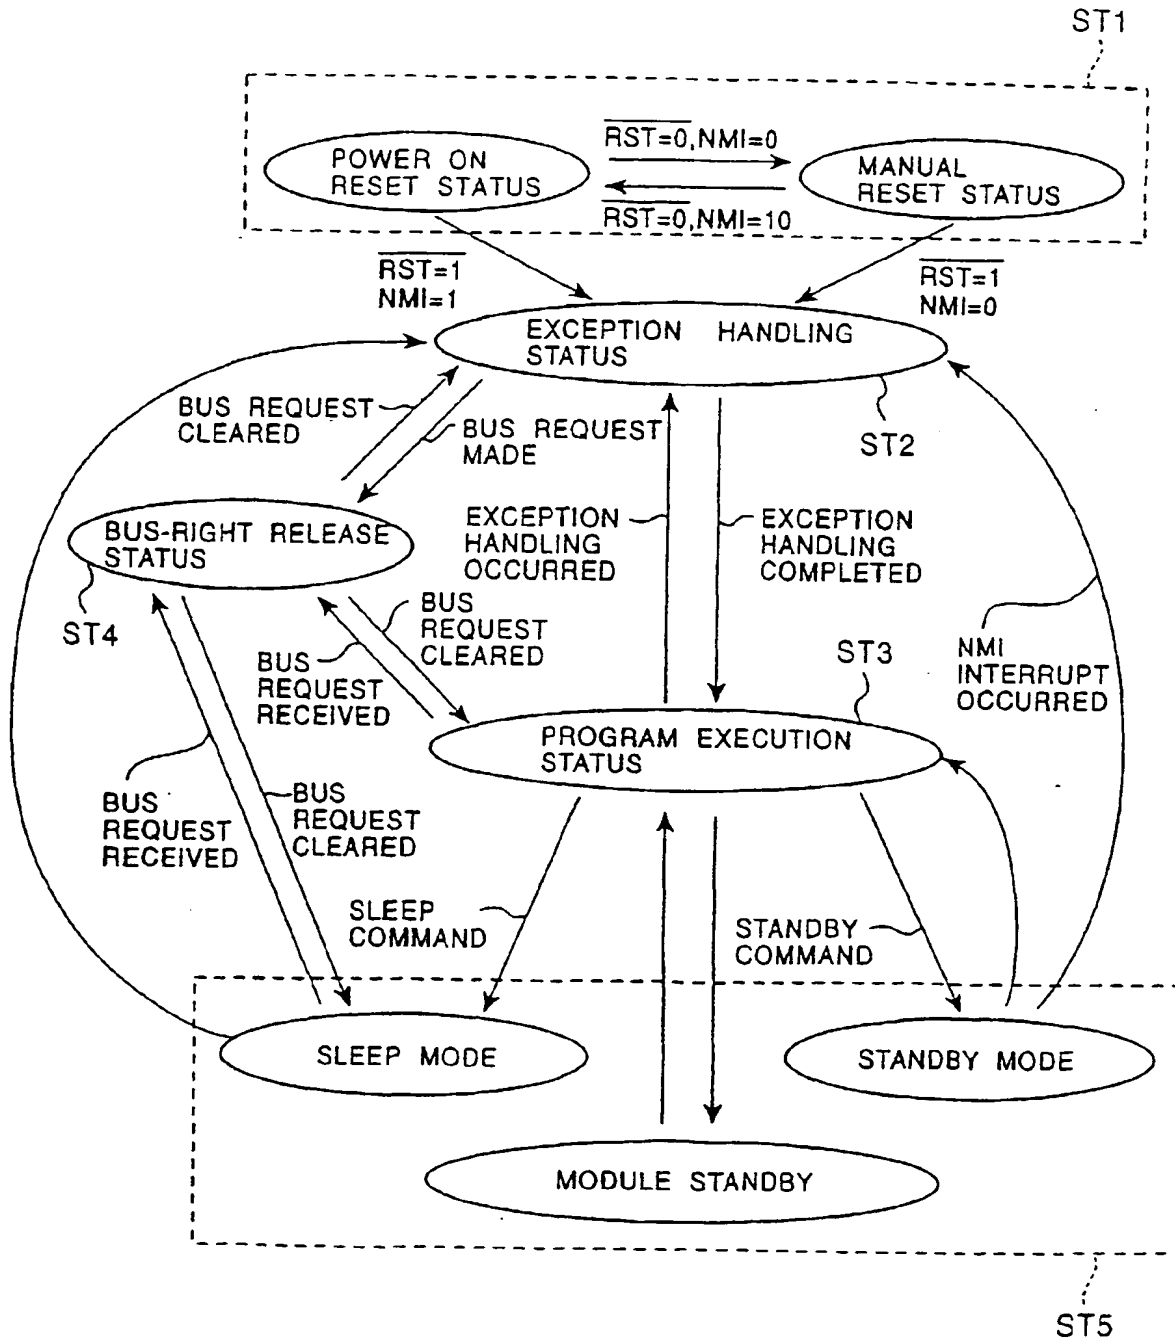 ST1
RST=0,NMI=0
POWER ON
RESET STATUS
MANUAL
RESET STATUS
RST=0,NMI=10
RST=1
NMI=1
RST=1
NMI=0
EXCEPTION HANDLING
STATUS
BUS REQUEST
CLEARED
BUS REQUEST
MADE
ST2
BUS-RIGHT RELEASE
STATUS
EXCEPTION
HANDLING
OCCURRED
EXCEPTION
HANDLING
COMPLETED
ST4
BUS
REQUEST
CLEARED
BUS
REQUEST
RECEIVED
ST3
NMI
INTERRUPT
OCCURRED
PROGRAM EXECUTION
STATUS
BUS
REQUEST
RECEIVED
BUS
REQUEST
CLEARED
SLEEP
COMMAND
STANDBY
COMMAND
SLEEP MODE
STANDBY MODE
MODULE STANDBY
ST5